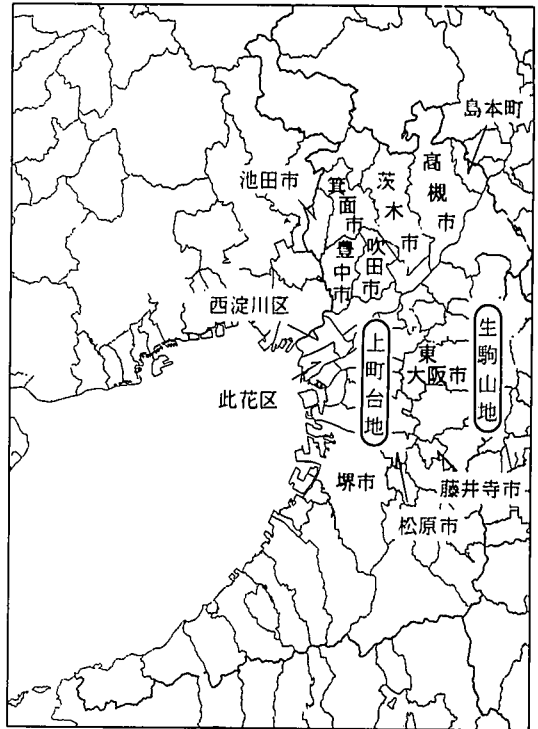 島本町
高槻市
茨木市
池田市
箕面市
豊中市
吹田市
西淀川区
上町台地
生駒山地
東大阪市
此花区
堺市
藤井寺市
松原市